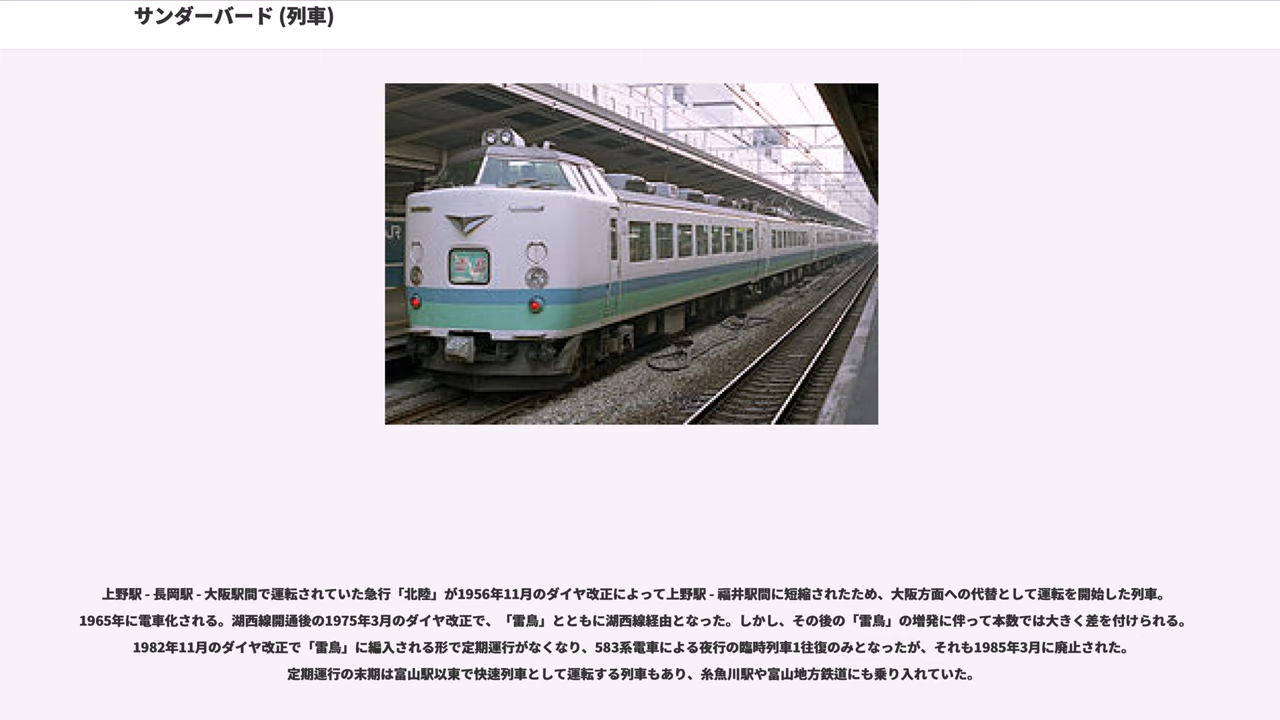 サンダーバード (列車)
JR
上野駅 - 長岡駅 - 大阪駅間で運転されていた急行「北陸」が1956年11月のダイヤ改正によって上野駅 - 福井駅間に短縮されたため、大阪方面への代替として運転を開始した列車。
1965年に電車化される。湖西線開通後の1975年3月のダイヤ改正で、「雷鳥」とともに湖西線経由となった。しかし、その後の「雷鳥」の増発に伴って本数では大きく差を付けられる。
1982年11月のダイヤ改正で「雷鳥」に編入される形で定期運行がなくなり、583系電車による夜行の臨時列車1往復のみとなったが、それも1985年3月に廃止された。
定期運行の末期は富山駅以東で快速列車として運転する列車もあり、糸魚川駅や富山地方鉄道にも乗り入れていた。